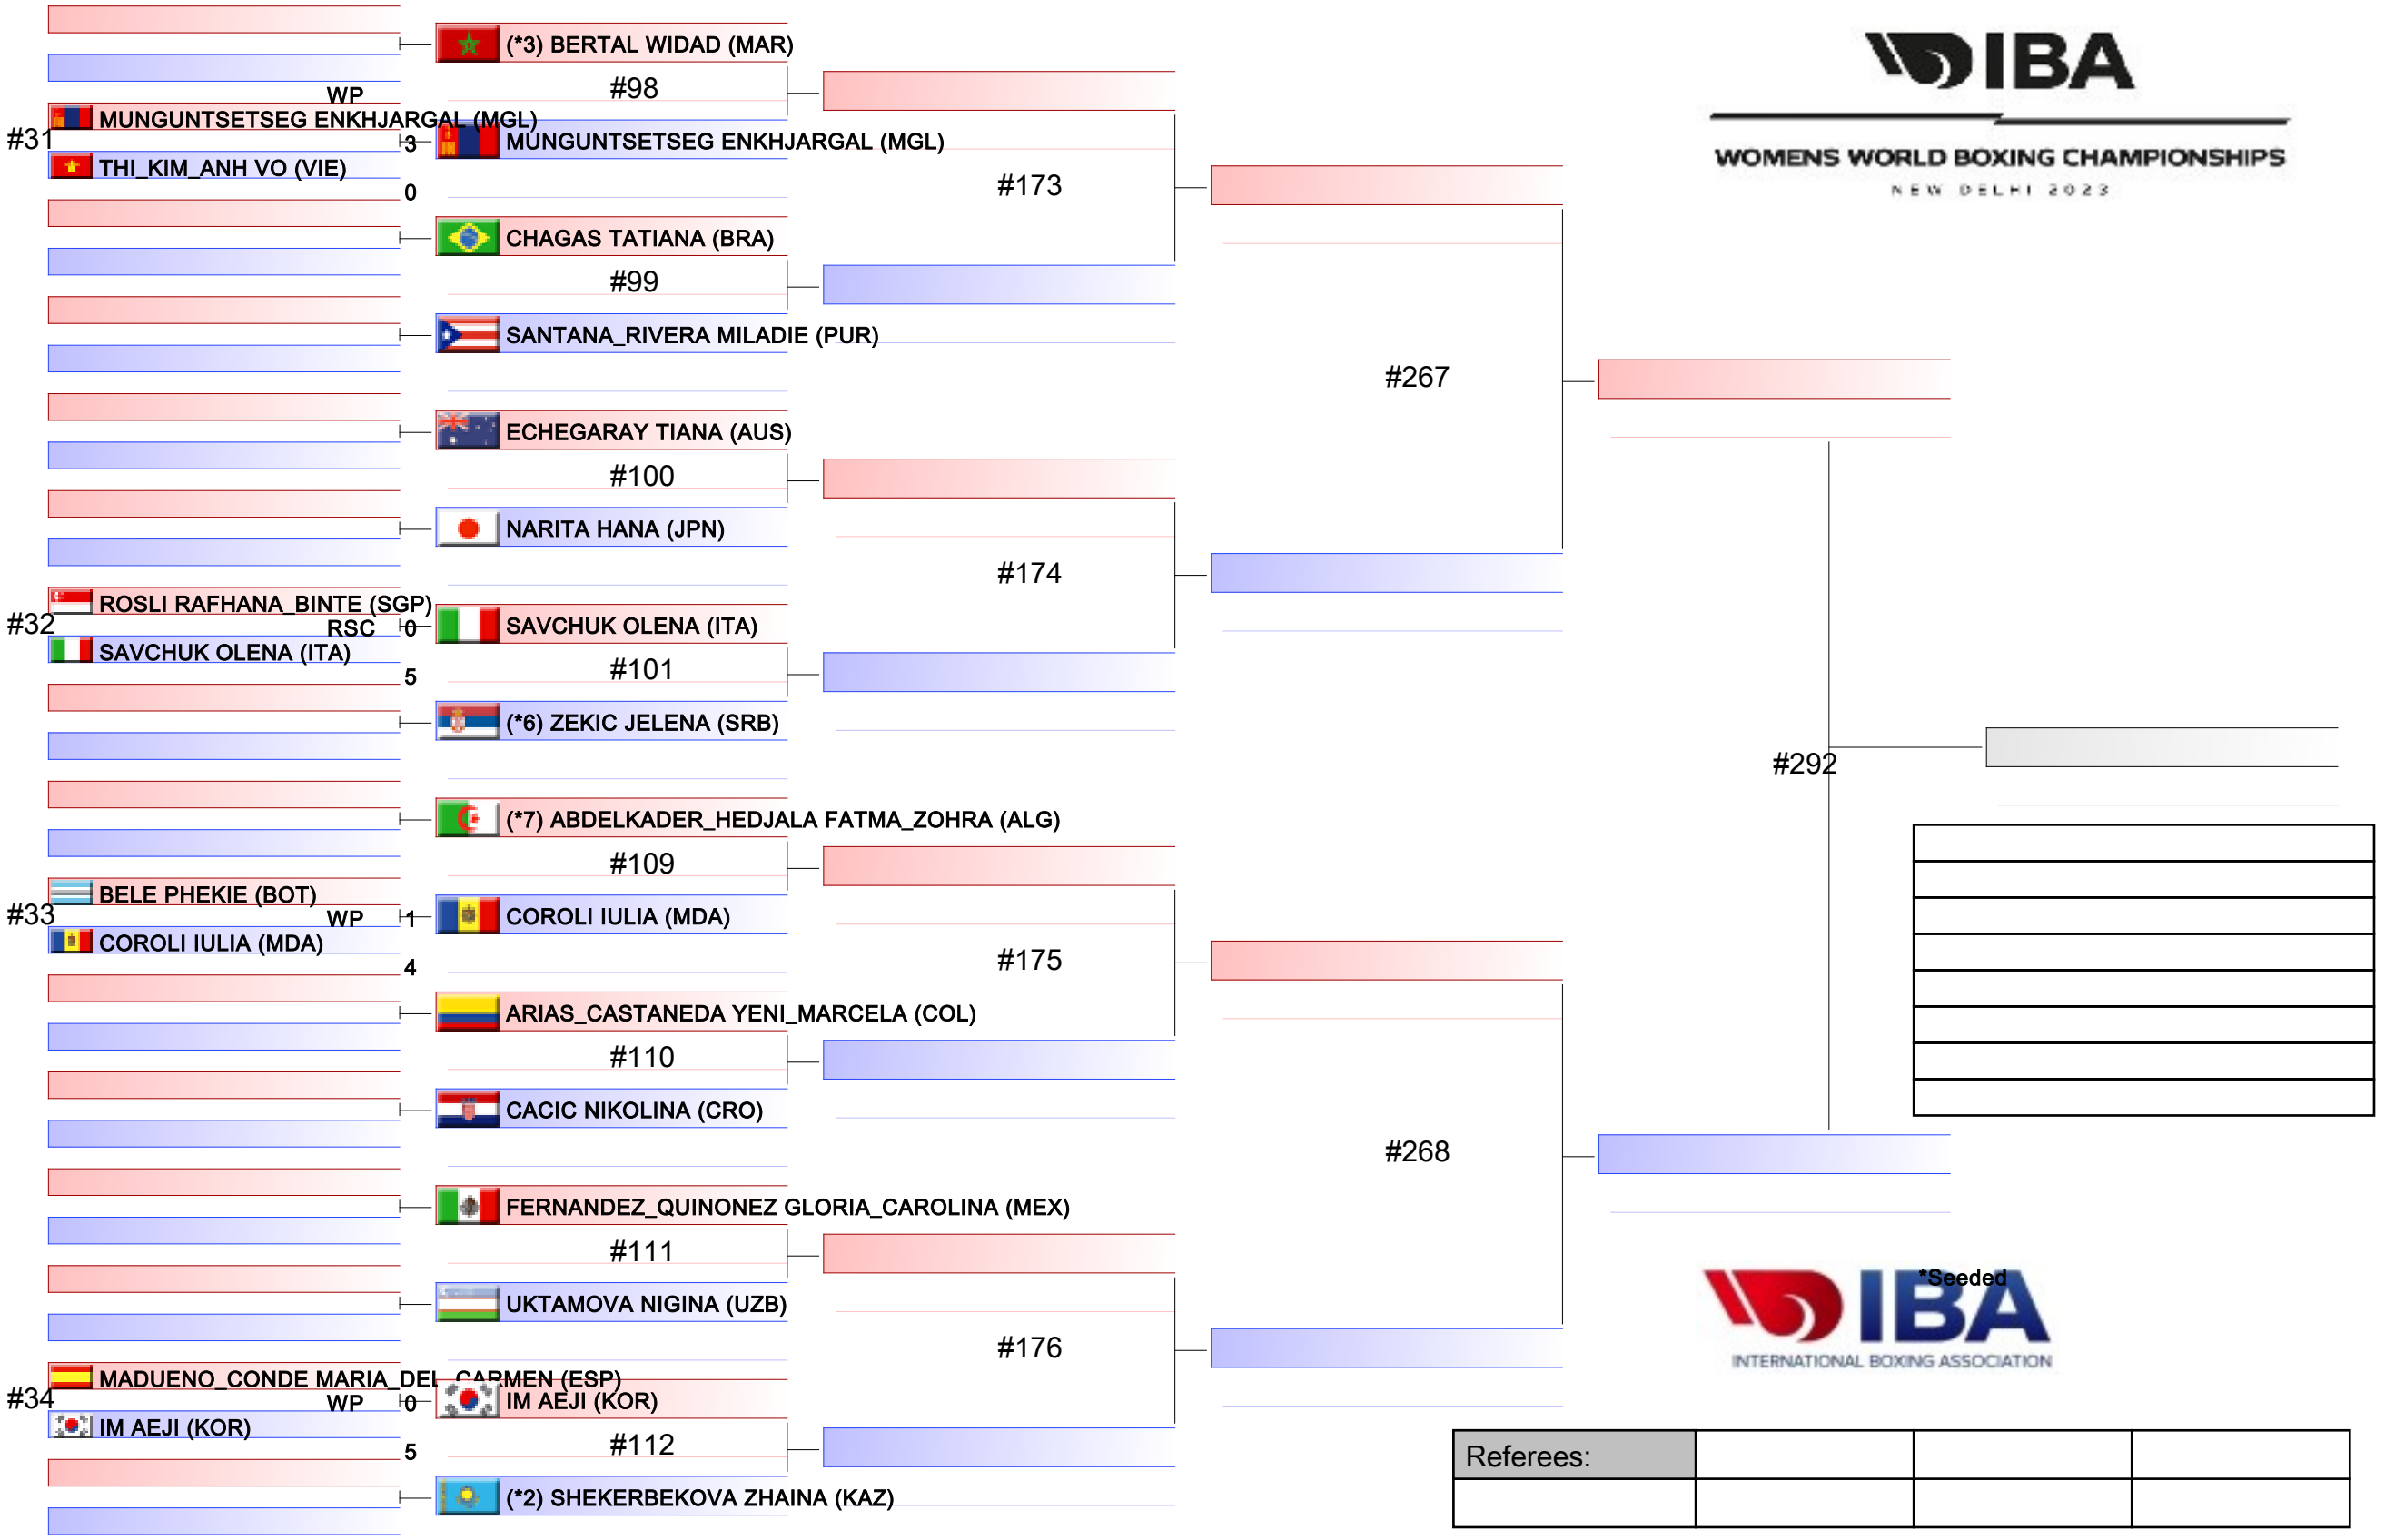 IBA
WOMENS WORLD BOXING CHAMPIONSHIPS
NEW DELHI 2023
(*3) BERTAL WIDAD (MAR)
#98
WP
#31
MUNGUNTSETSEG ENKHJARGAL (MGL)
3
THI_KIM_ANH VO (VIE)
0
MUNGUNTSETSEG ENKHJARGAL (MGL)
#173
CHAGAS TATIANA (BRA)
#99
SANTANA_RIVERA MILADIE (PUR)
#267
ECHEGARAY TIANA (AUS)
#100
NARITA HANA (JPN)
#174
#32
ROSLI RAFHANA_BINTE (SGP)
RSC 0
SAVCHUK OLENA (ITA)
5
SAVCHUK OLENA (ITA)
#101
(*6) ZEKIC JELENA (SRB)
#292
(*7) ABDELKADER_HEDJALA FATMA_ZOHRA (ALG)
#109
#33
BELE PHEKIE (BOT)
WP 1
COROLI IULIA (MDA)
4
COROLI IULIA (MDA)
#175
ARIAS_CASTANEDA YENI_MARCELA (COL)
#110
CACIC NIKOLINA (CRO)
#268
FERNANDEZ_QUINONEZ GLORIA_CAROLINA (MEX)
#111
UKTAMOVA NIGINA (UZB)
#176
#34
MADUENO_CONDE MARIA_DEL_CARMEN (ESP)
WP 0
IM AEJI (KOR)
5
IM AEJI (KOR)
#112
(*2) SHEKERBEKOVA ZHAINA (KAZ)
*Seeded
IBA
INTERNATIONAL BOXING ASSOCIATION
Referees: